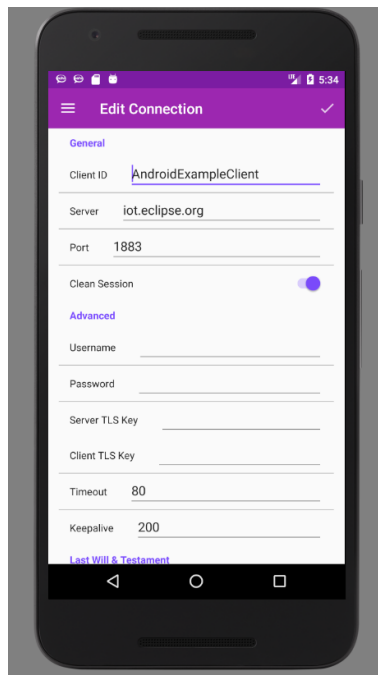 5:34
Edit Connection
General
Client ID AndroidExampleClient
Server iot.eclipse.org
Port 1883
Clean Session
Advanced
Username
Password
Server TLS Key
Client TLS Key
Timeout 80
Keepalive 200
Last Will & Testament